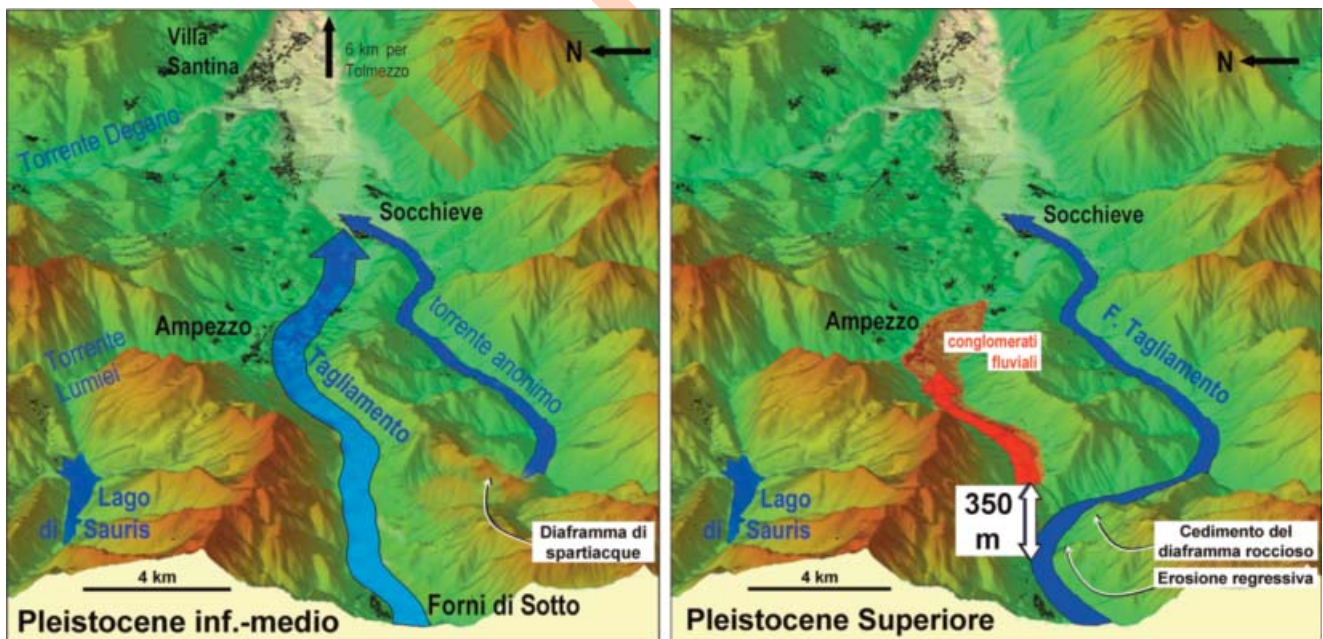 Villa
Santina
6 km per
Tolmezzo
N
Torrente Degano
Socchieve
Ampezzo
torrente anonimo
Tagliamento
Torrente
Lumiei
Lago
di Sauris
Diaframma di
spartiacque
4 km
Forni di Sotto
Pleistocene inf.-medio
N
Socchieve
Ampezzo
conglomerati
fluviali
F. Tagliamento
Lago
di Sauris
350
m
Cedimento del
diaframma roccioso
Erosione regressiva
4 km
Pleistocene Superiore